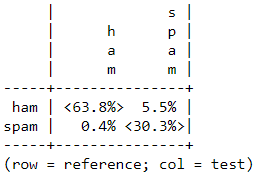 |           s |
     |     h     p |
     |     a     a |
     |     m     m |
-----+-------------+
 ham | <63.8%>  5.5% |
spam |   0.4% <30.3%>|
-----+-------------+
(row = reference; col = test)